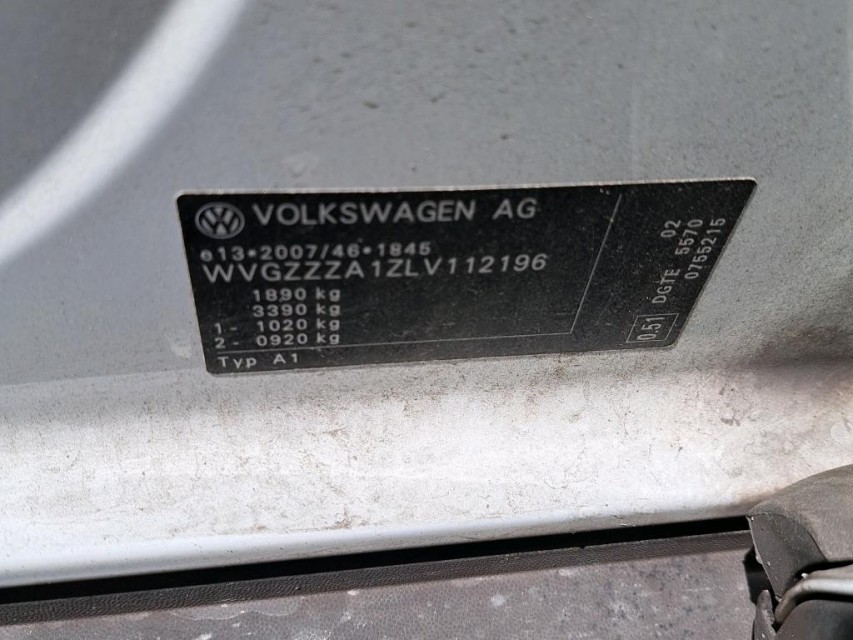 VOLKSWAGEN AG
e13*2007/46*1845
WVGZZZA1ZLV112196
1890 kg
3390 kg
1- 1020 kg
2- 0920 kg
Typ A1
0.51
DGTE 5570 02
0755215